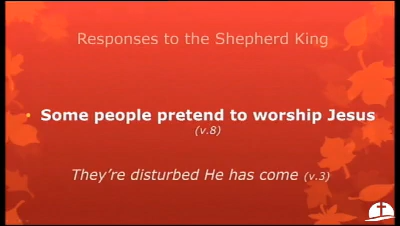 Responses to the Shepherd King
• Some people pretend to worship Jesus
(v.8)
They're disturbed He has come (v.3)